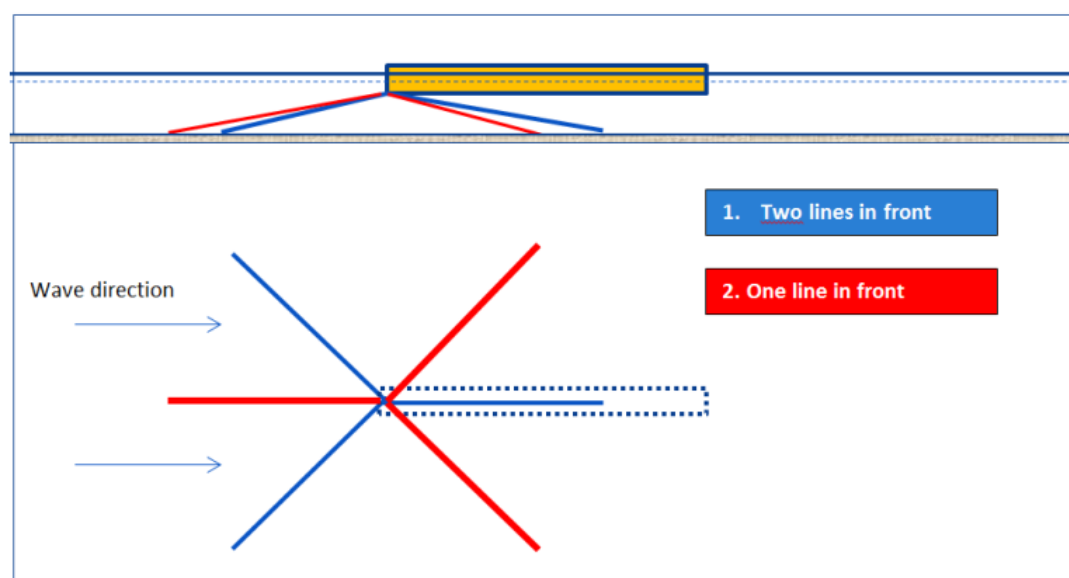 1. Two lines in front
Wave direction
2. One line in front